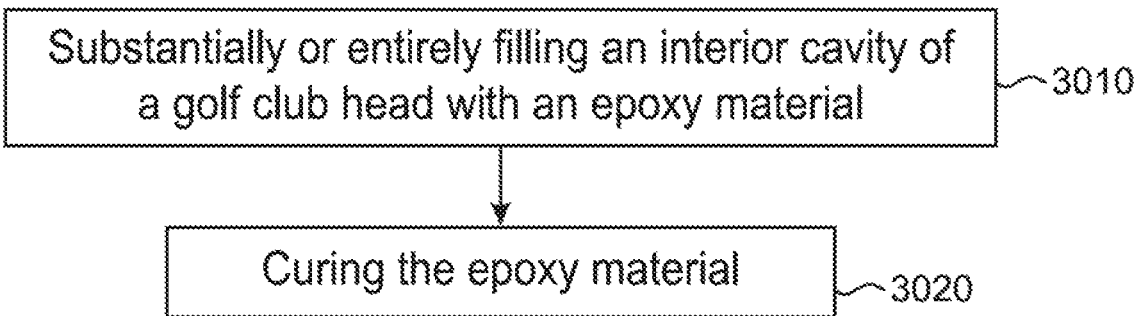 Substantially or entirely filling an interior cavity of
a golf club head with an epoxy material
3010
Curing the epoxy material
3020